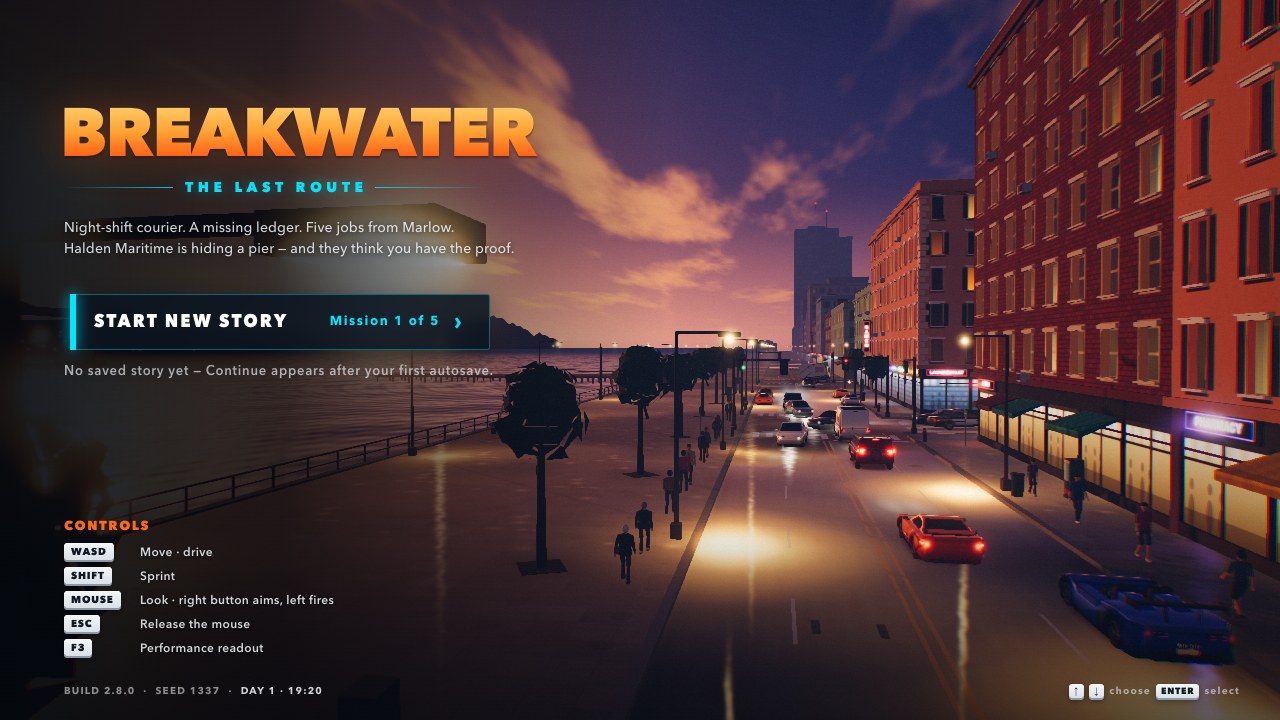 BREAKWATER
THE LAST ROUTE
Night-shift courier. A missing ledger. Five jobs from Marlow.
Halden Maritime is hiding a pier – and they think you have the proof.
START NEW STORY Mission 1 of 5 ›
No saved story yet – Continue appears after your first autosave.
CONTROLS
WASD Move · drive
SHIFT Sprint
MOUSE Look · right button aims, left fires
ESC Release the mouse
F3 Performance readout
BUILD 2.8.0 · SEED 1337 · DAY 1 · 19:20
↑ ↓ choose ENTER select
PHARMACY